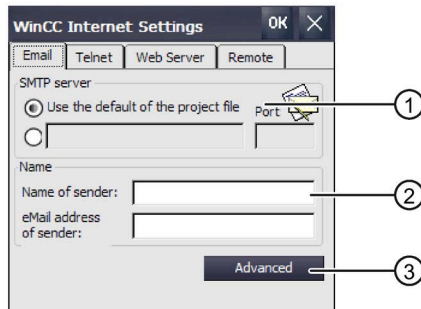 WinCC Internet Settings OK
Email Telnet Web Server Remote
SMTP server
Use the default of the project file Port 1
Name
Name of sender: 2
eMail address
of sender:
Advanced 3